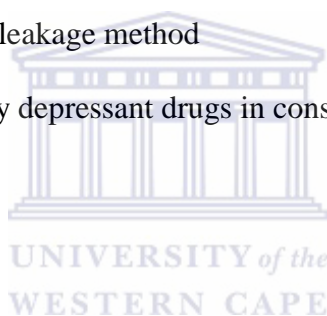 leakage method
y depressant drugs in cons
UNIVERSITY of the
WESTERN CAPE